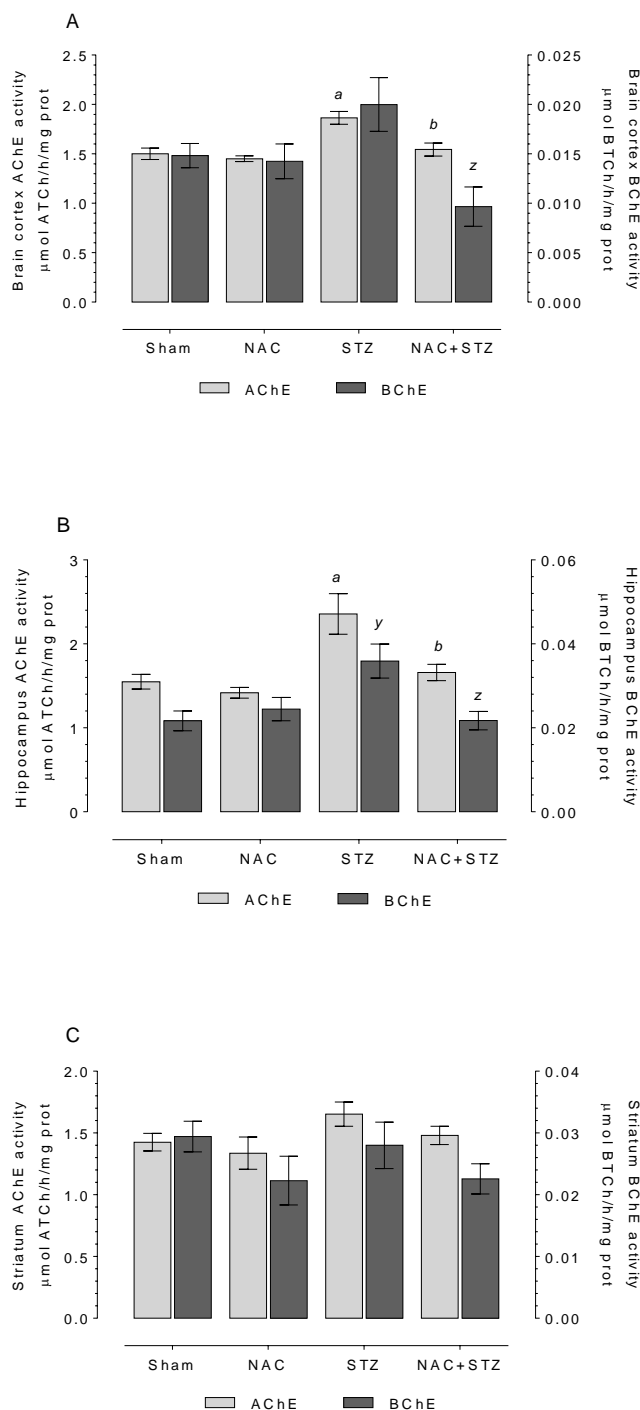 A
Brain cortex AChE activity
μmol ATCh/h/mg prot
2.5
2.0
1.5
1.0
0.5
0.0
a
b
z
0.025
0.020
0.015
0.010
0.005
0.000
Brain cortex BChE activity
μmol BTCh/h/mg prot
Sham NAC STZ NAC+STZ
AChE BChE
B
Hippocampus AChE activity
μmol ATCh/h/mg prot
3
2
1
0
a
y
b
z
0.06
0.04
0.02
0.00
Hippocampus BChE activity
μmol BTCh/h/mg prot
Sham NAC STZ NAC+STZ
AChE BChE
C
Striatum AChE activity
μmol ATCh/h/mg prot
2.0
1.5
1.0
0.5
0.0
0.04
0.03
0.02
0.01
0.00
Striatum BChE activity
μmol BTCh/h/mg prot
Sham NAC STZ NAC+STZ
AChE BChE